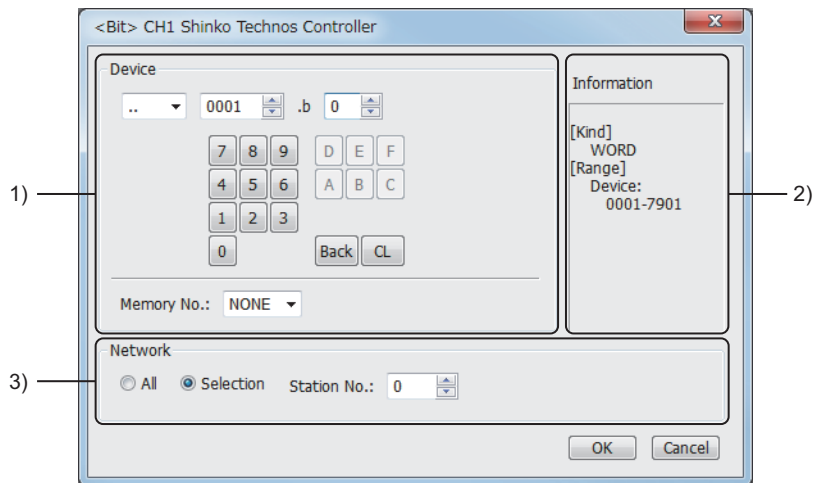 <Bit> CH1 Shinko Technos Controller
x
Device
.. 0001 .b 0
7 8 9 D E F
4 5 6 A B C
1 2 3
0 Back CL
Memory No.: NONE
Information
[Kind]
WORD
[Range]
Device:
0001-7901
1)
2)
Network
All Selection Station No.: 0
3)
OK Cancel